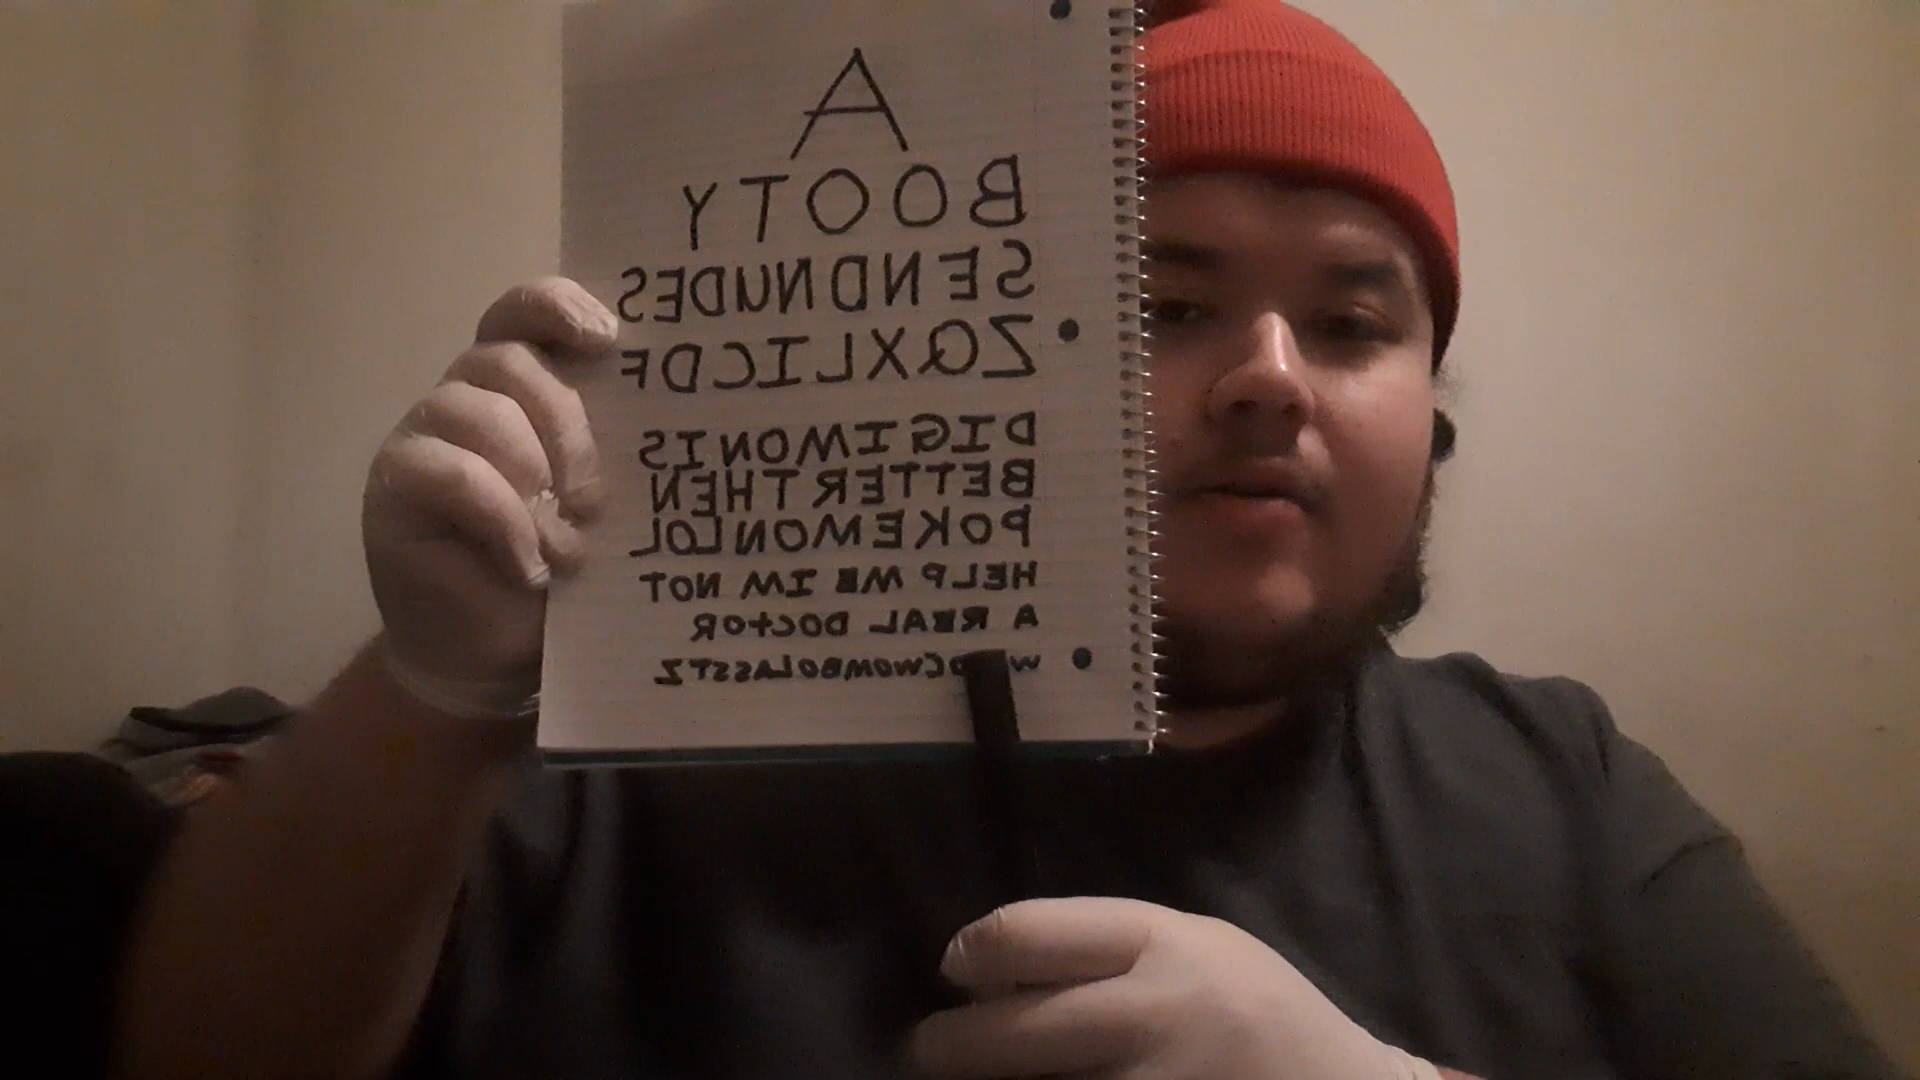 A
BOOTY
SENDNUDES
ZQXLICDF
DIGIMONIS
BETTERTHEN
POKEMONLOL
HELP ME IM NOT
A REAL DOCTOR